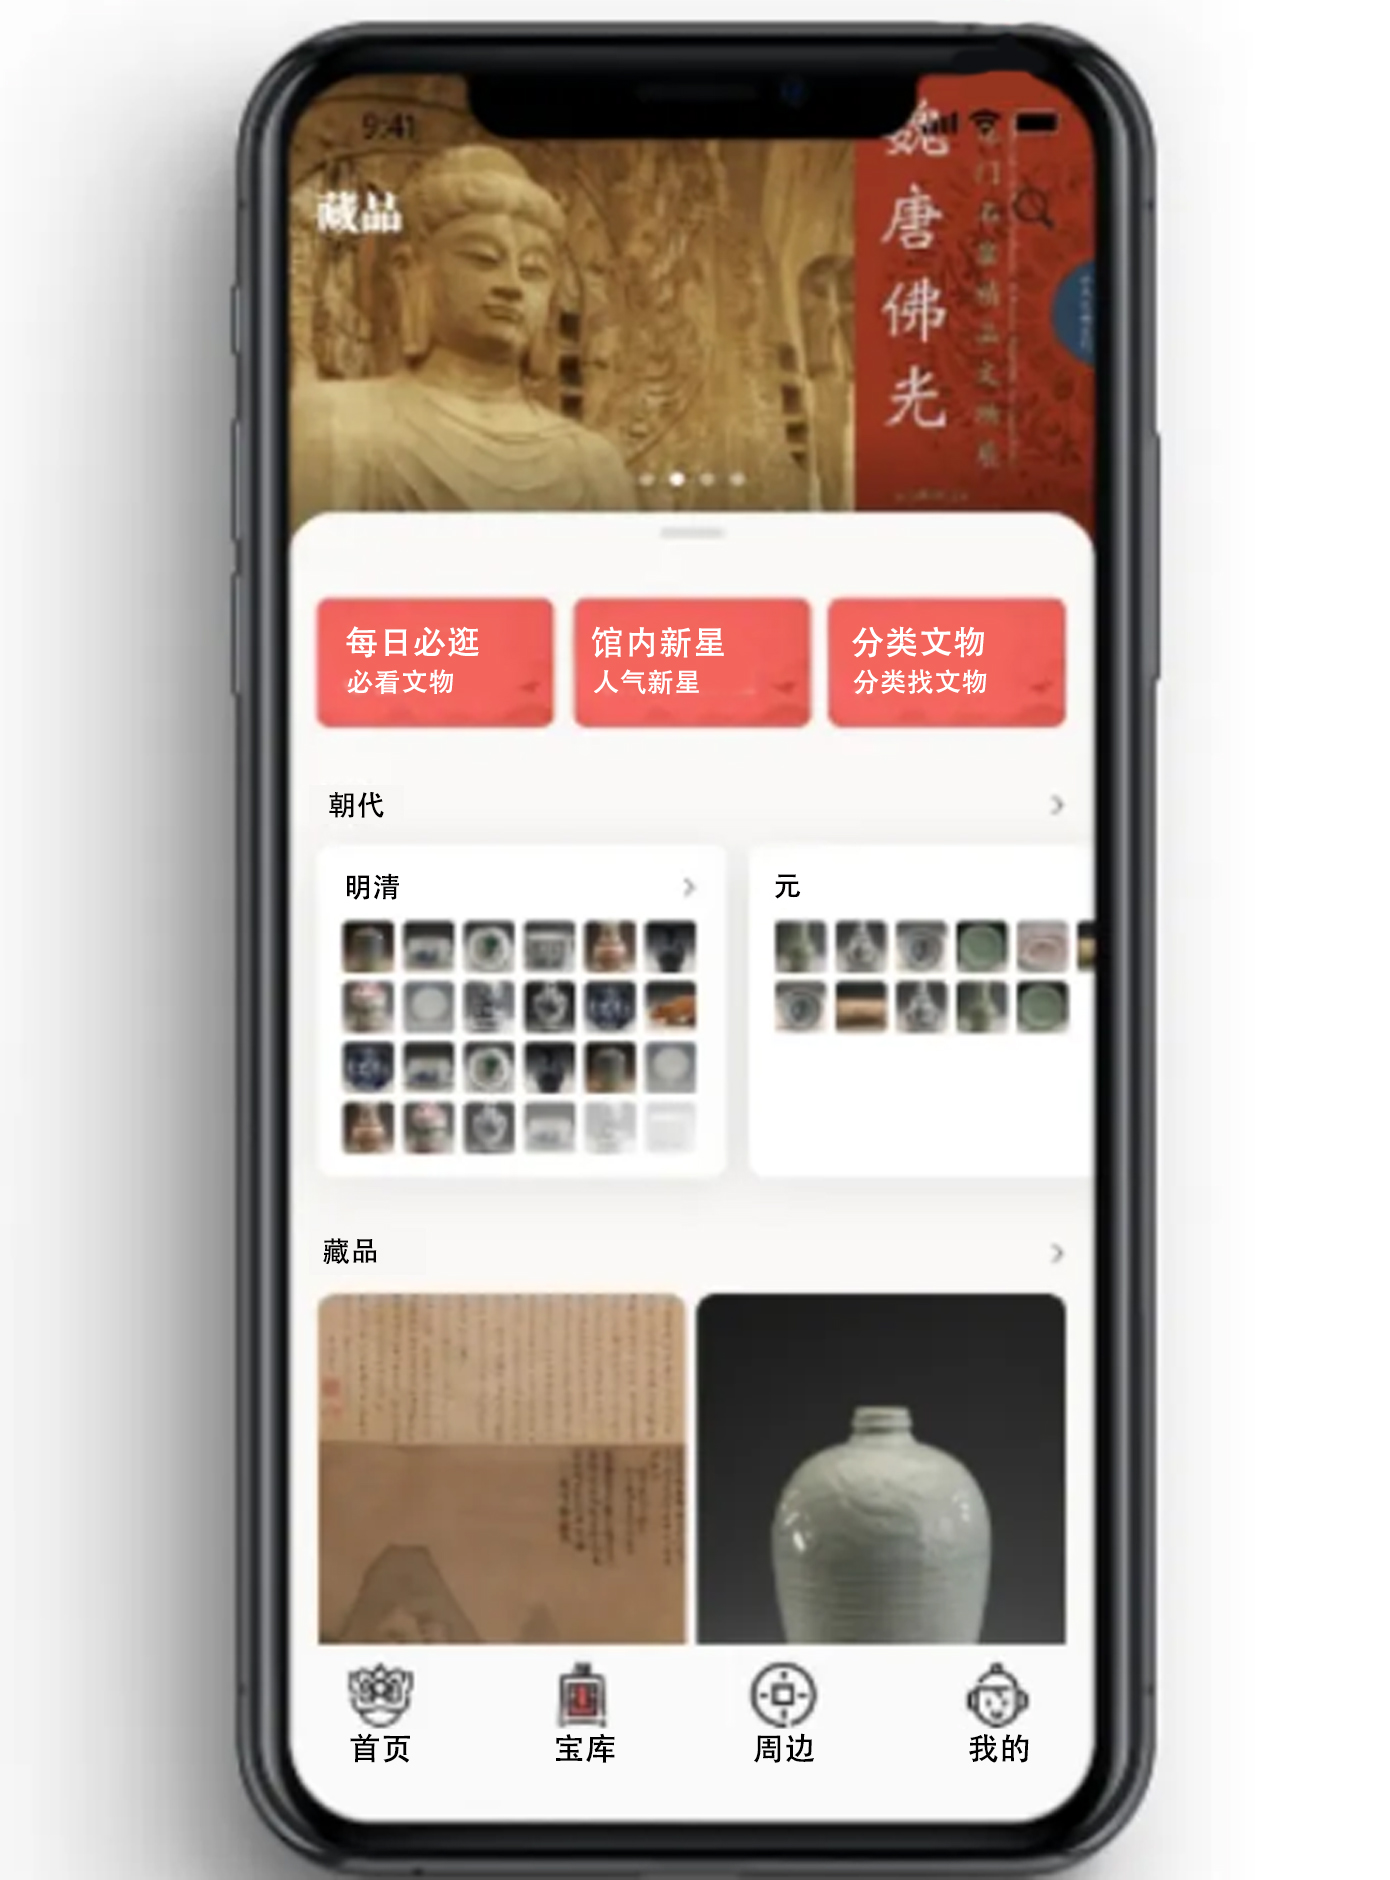 9:41
藏品
魏唐佛光
每日必逛
必看文物
馆内新星
人气新星
分类文物
分类找文物
朝代
明清
元
藏品
首页
宝库
周边
我的